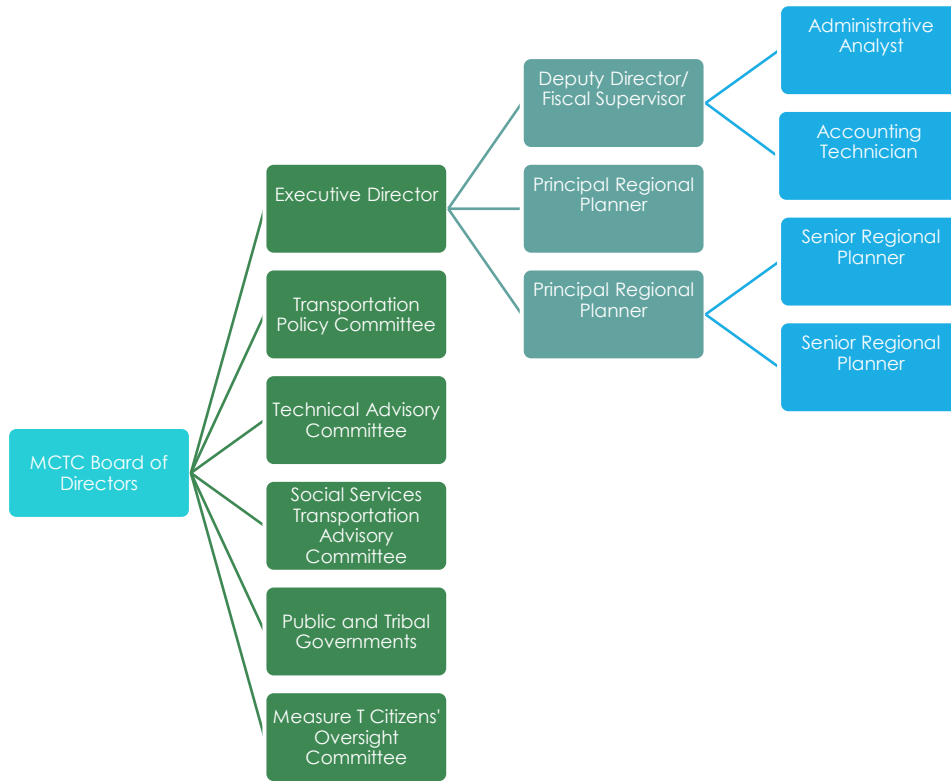 MCTC Board of
Directors
Executive Director
Transportation
Policy Committee
Technical Advisory
Committee
Social Services
Transportation
Advisory
Committee
Public and Tribal
Governments
Measure T Citizens'
Oversight
Committee
Deputy Director/
Fiscal Supervisor
Principal Regional
Planner
Principal Regional
Planner
Administrative
Analyst
Accounting
Technician
Senior Regional
Planner
Senior Regional
Planner